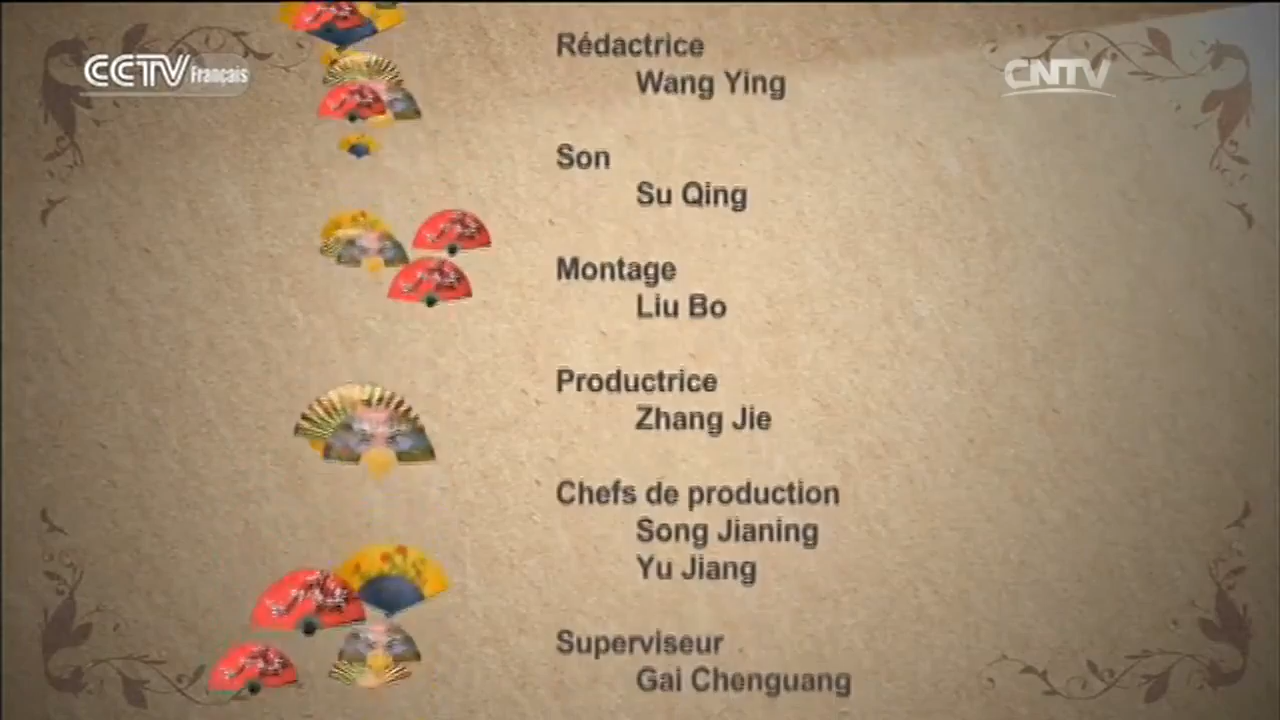 CCTV Français
CNTV
Rédactrice
Wang Ying
Son
Su Qing
Montage
Liu Bo
Productrice
Zhang Jie
Chefs de production
Song Jianing
Yu Jiang
Superviseur
Gai Chenguang